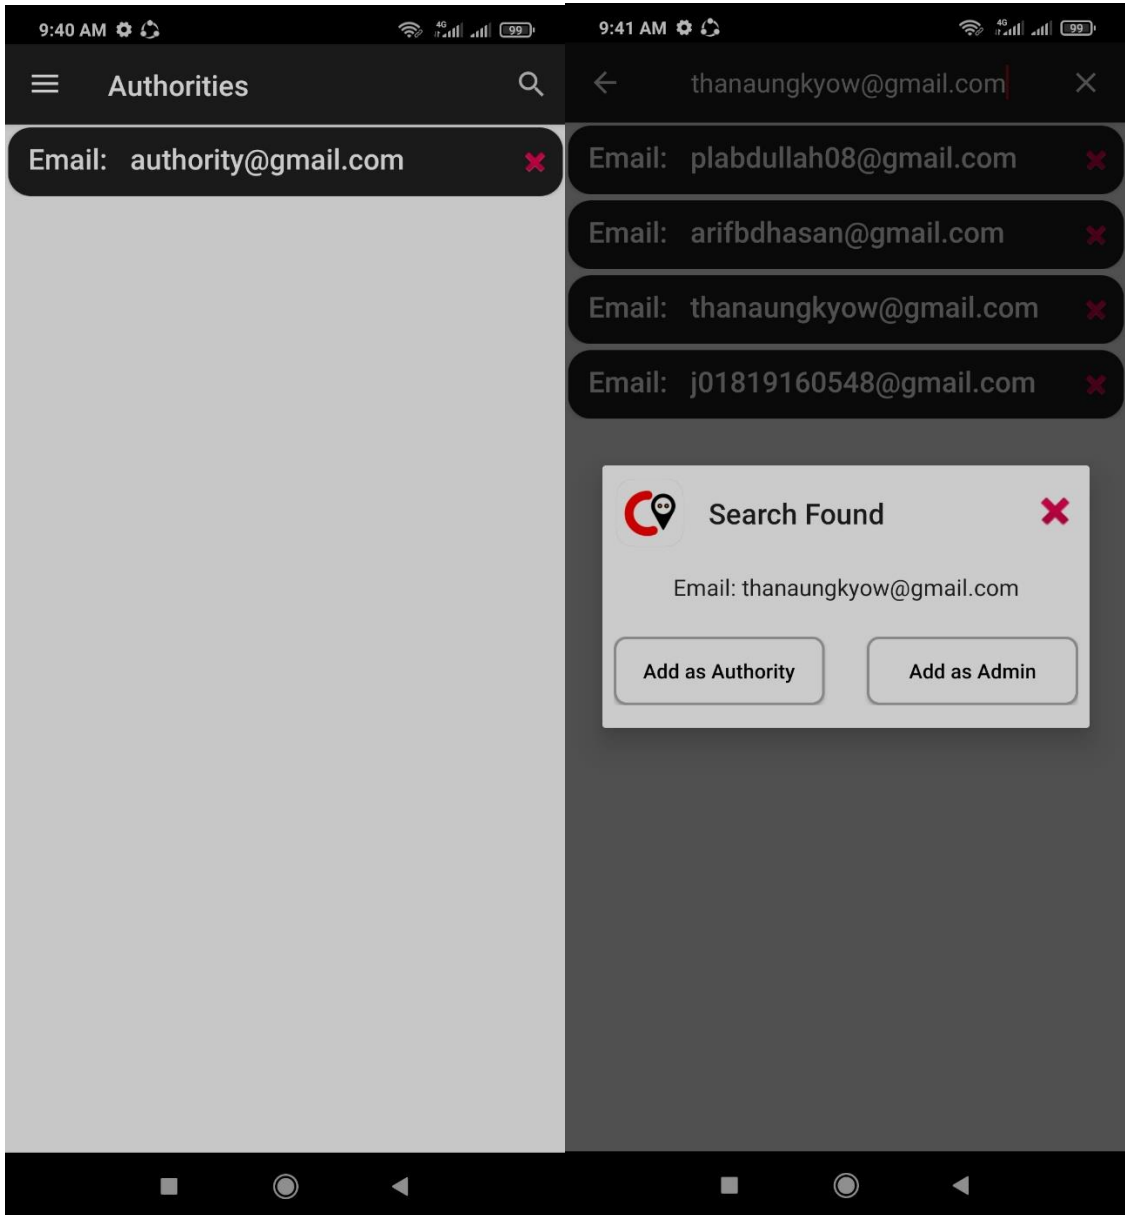 9:40 AM
4G
99
Authorities
Email: authority@gmail.com
9:41 AM
4G
99
thanaungkyow@gmail.com
Email: plabdullah08@gmail.com
Email: arifbdhasan@gmail.com
Email: thanaungkyow@gmail.com
Email: j01819160548@gmail.com
Search Found
Email: thanaungkyow@gmail.com
Add as Authority
Add as Admin